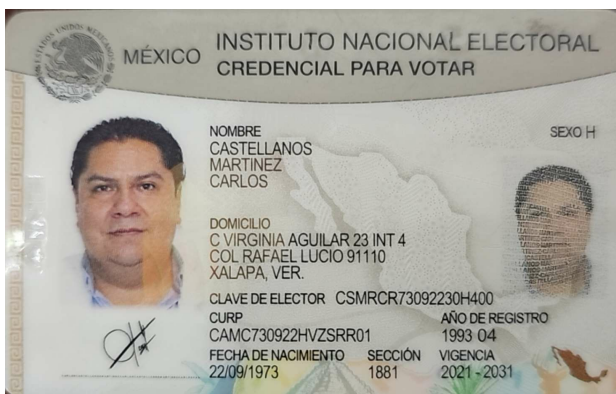 MÉXICO
INSTITUTO NACIONAL ELECTORAL
CREDENCIAL PARA VOTAR
NOMBRE
SEXO H
CASTELLANOS
MARTINEZ
CARLOS
DOMICILIO
C VIRGINIA AGUILAR 23 INT 4
COL RAFAEL LUCIO 91110
XALAPA, VER.
CLAVE DE ELECTOR CSMRCR73092230H400
CURP
CAMC730922HVZSRR01
AÑO DE REGISTRO
1993 04
FECHA DE NACIMIENTO
22/09/1973
SECCIÓN
1881
VIGENCIA
2021 - 2031